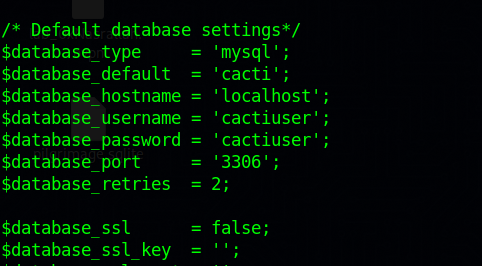 /* Default database settings*/
$database_type     = 'mysql';
$database_default  = 'cacti';
$database_hostname = 'localhost';
$database_username = 'cactiuser';
$database_password = 'cactiuser';
$database_port     = '3306';
$database_retries  = 2;

$database_ssl      = false;
$database_ssl_key  = '';